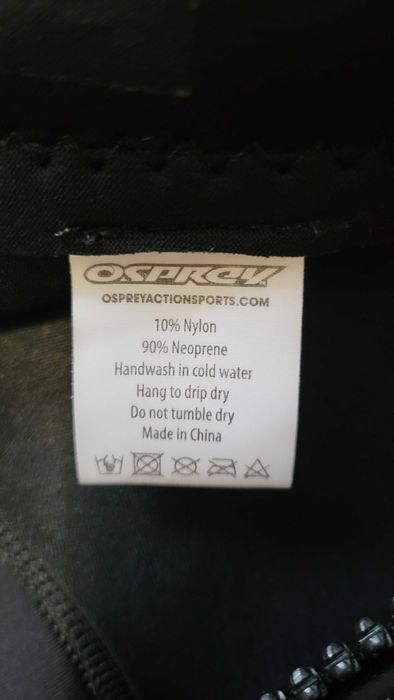 OSPREY
OSPREYACTIONSPORTS.COM
10% Nylon
90% Neoprene
Handwash in cold water
Hang to drip dry
Do not tumble dry
Made in China